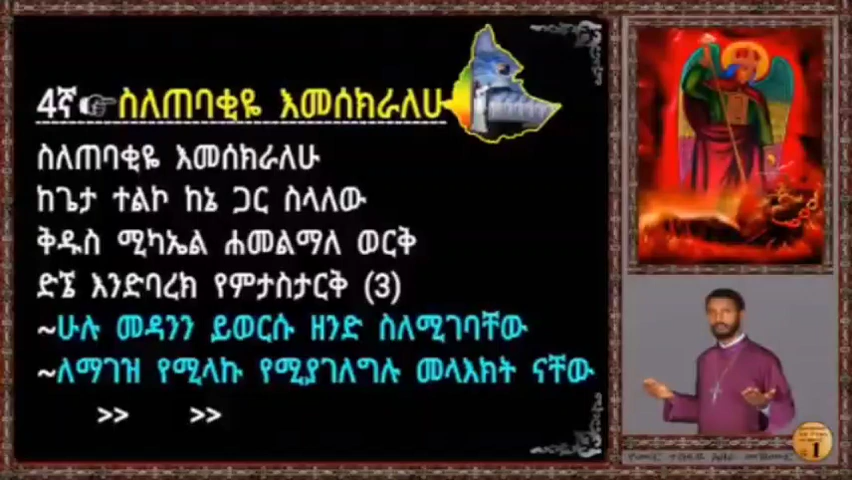 4ኛ👉ስለጠባቂዬ እመሰክራለሁ
ስለጠባቂዬ እመሰክራለሁ
ከጌታ ተልኮ ከኔ ጋር ስላለው
ቅዱስ ሚካኤል ሐመልማለ ወርቅ
ድኜ እንድባረክ የምታስታርቅ (3)
~ሁሉ መዳንን ይወርሱ ዘንድ ስለሚገባቸው
~ለማገዝ የሚላኩ የሚያገለግሉ መላእክት ናቸው
>> >>
1